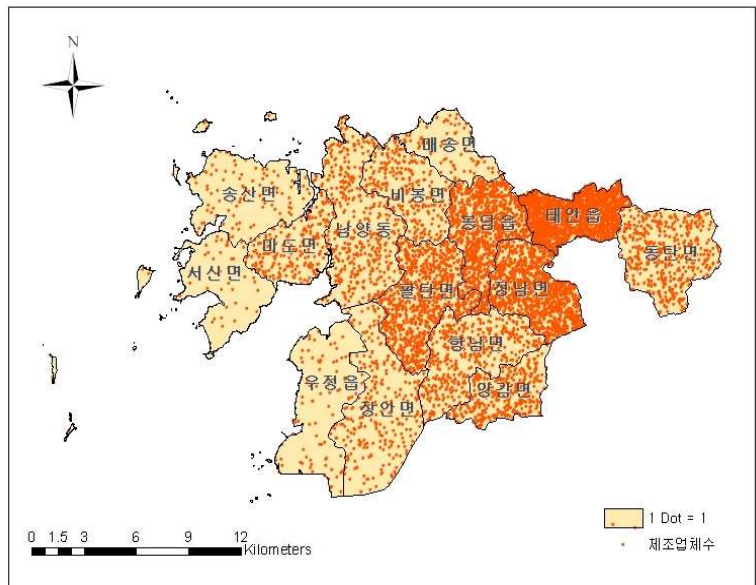 N
매송면
송산면
비봉면
남양동
봉담읍
태안읍
마도면
동탄면
서신면
팔탄면
정남면
향남면
우정읍
장안면
양감면
0 1.5 3 6 9 12
Kilometers
1 Dot = 1
제조업체수